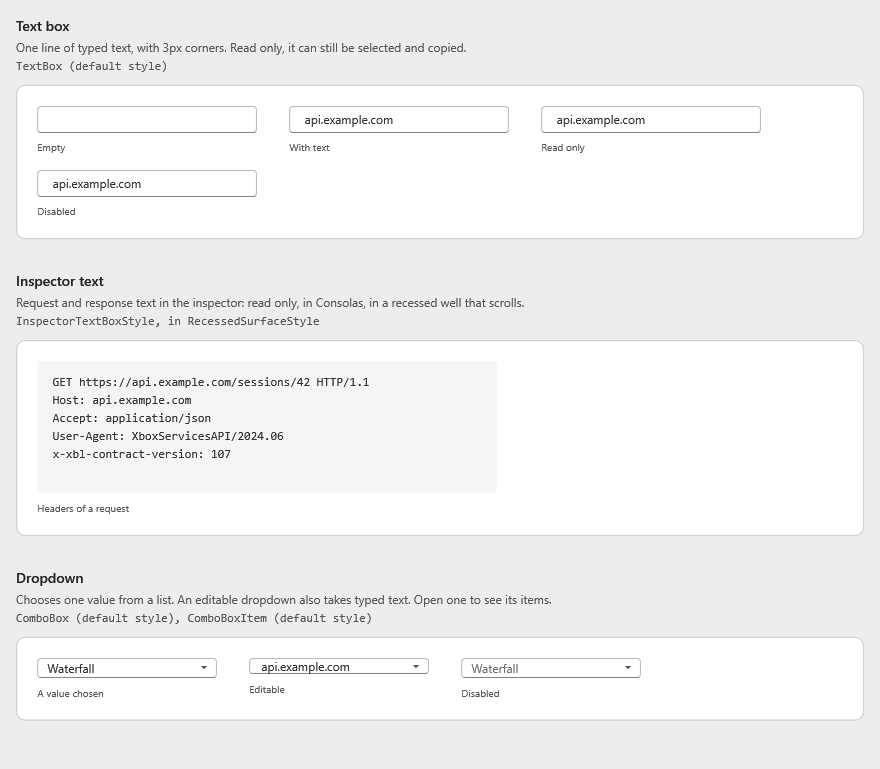 Text box
One line of typed text, with 3px corners. Read only, it can still be selected and copied.
TextBox (default style)
api.example.com
api.example.com
Empty
With text
Read only
api.example.com
Disabled
Inspector text
Request and response text in the inspector: read only, in Consolas, in a recessed well that scrolls.
InspectorTextBoxStyle, in RecessedSurfaceStyle
GET https://api.example.com/sessions/42 HTTP/1.1
Host: api.example.com
Accept: application/json
User-Agent: XboxServicesAPI/2024.06
x-xbl-contract-version: 107
Headers of a request
Dropdown
Chooses one value from a list. An editable dropdown also takes typed text. Open one to see its items.
ComboBox (default style), ComboBoxItem (default style)
Waterfall
api.example.com
Waterfall
A value chosen
Editable
Disabled